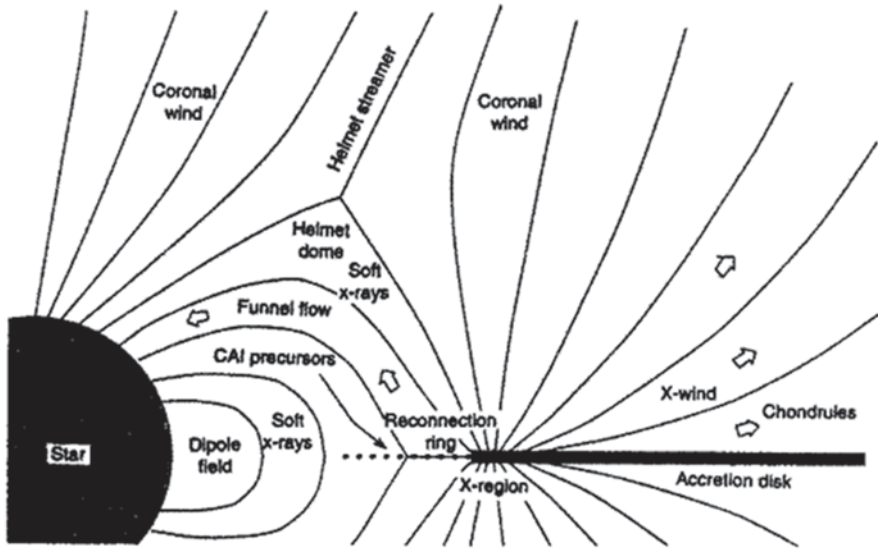 Coronal
wind
Helmet streamer
Coronal
wind
Helmet
dome
Soft
x-rays
Funnel flow
CAI precursors
X-wind
Chondrules
Reconnection
ring
Soft
x-rays
Dipole
field
Star
X-region
Accretion disk